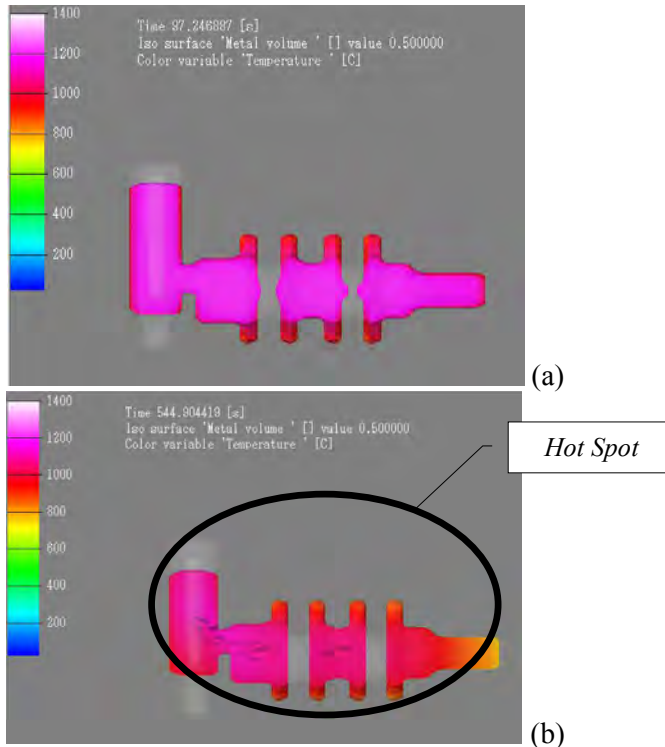 1400
1200
1000
800
600
400
200
Time 97.246887 [s]
Iso surface 'Metal volume ' [] value 0.500000
Color variable 'Temperature ' [C]
(a)
1400
1200
1000
800
600
400
200
Time 544.904419 [s]
Iso surface 'Metal volume ' [] value 0.500000
Color variable 'Temperature ' [C]
Hot Spot
(b)